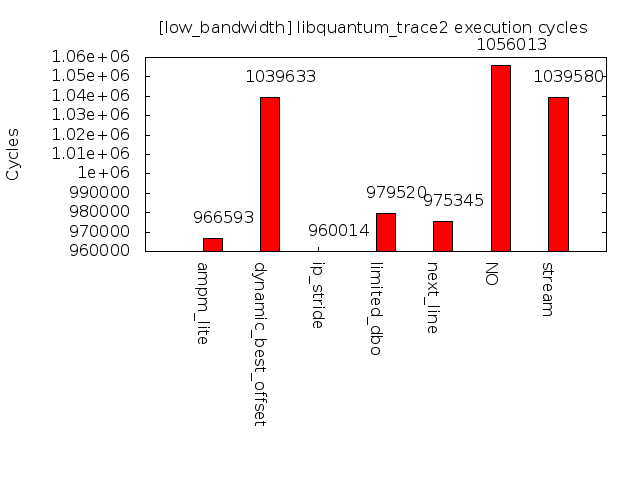 [low_bandwidth] libquantum_trace2 execution cycles
Cycles
1.06e+06
1.05e+06
1.04e+06
1.03e+06
1.02e+06
1.01e+06
1e+06
990000
980000
970000
960000
966593
1039633
960014
979520
975345
1056013
1039580
ampm_lite
dynamic_best_offset
ip_stride
limited_dbo
next_line
NO
stream